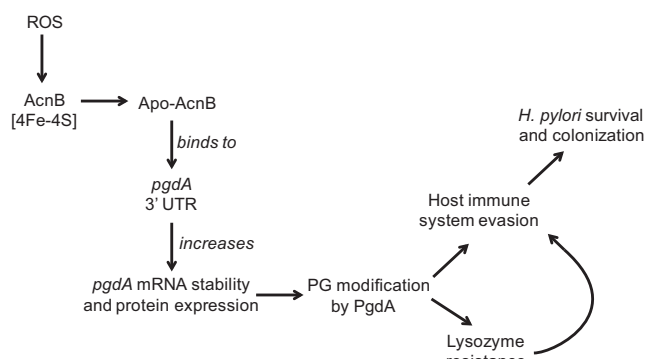 ROS
AcnB
[4Fe-4S]
Apo-AcnB
binds to
pgdA
3' UTR
increases
pgdA mRNA stability
and protein expression
PG modification
by PgdA
H. pylori survival
and colonization
Host immune
system evasion
Lysozyme
resistance